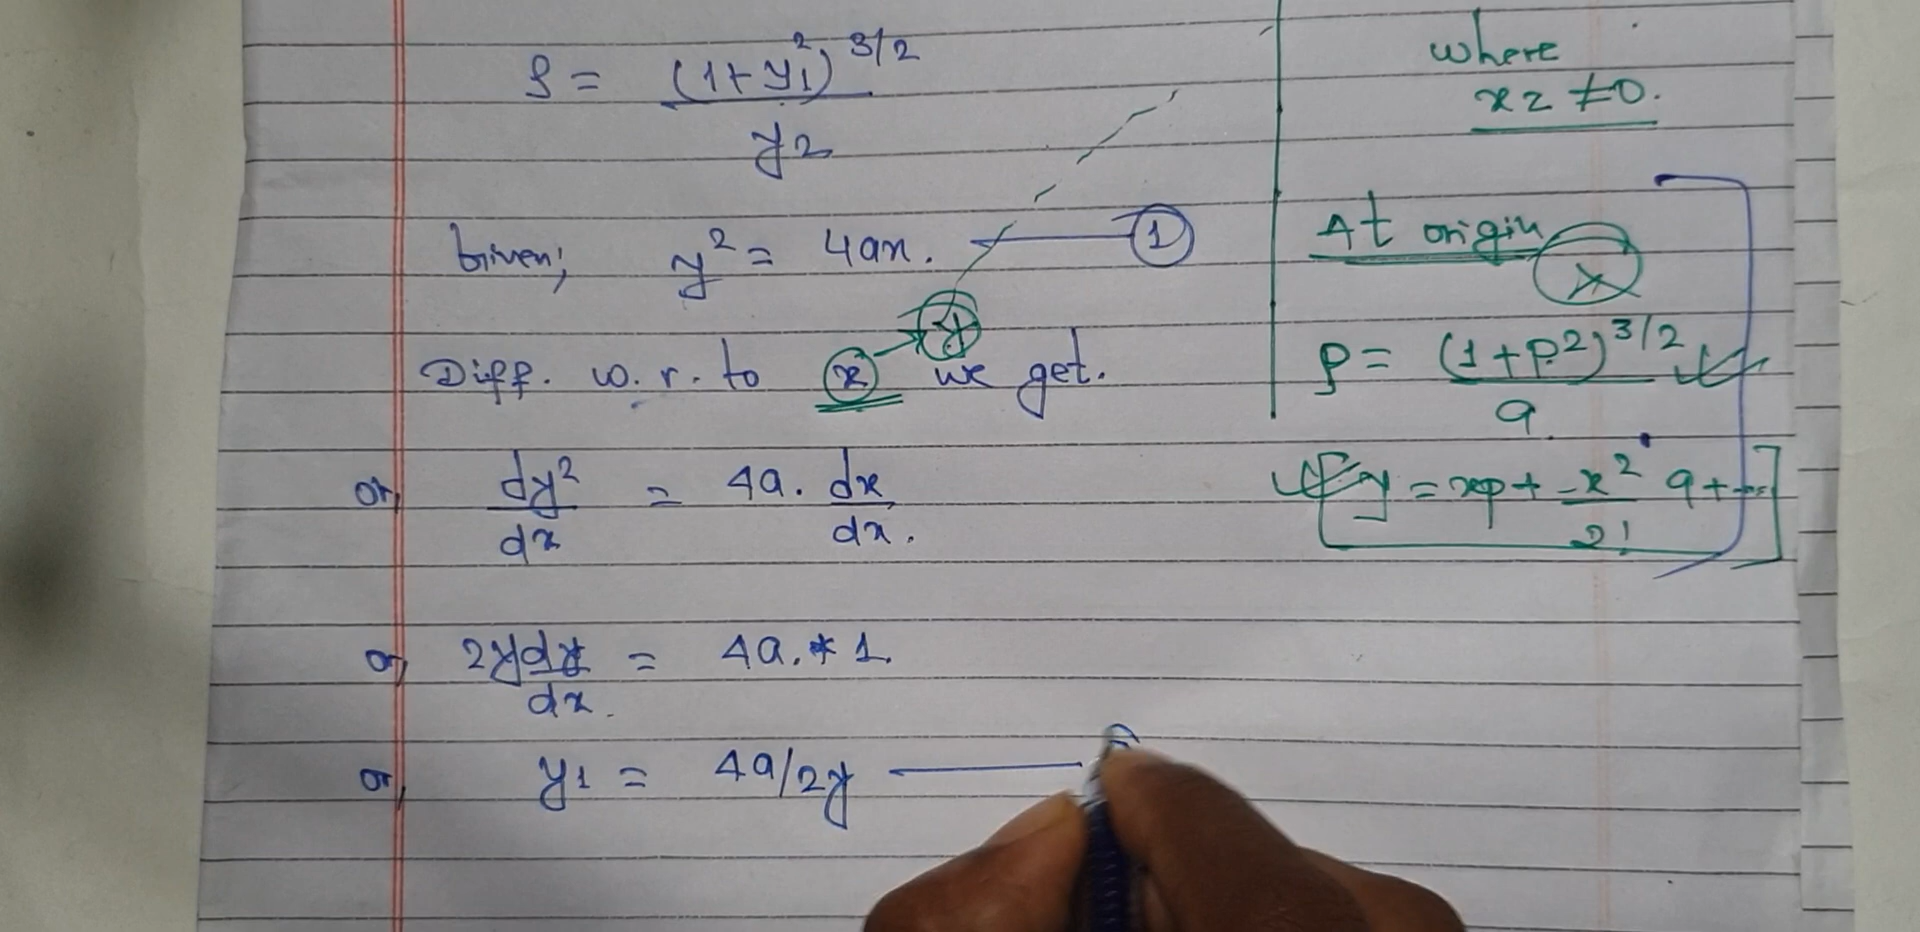 ρ = (1+y₁²)^3/2 / y₂
Given; y² = 4ax. — ①
Diff. w.r. to x → y we get.
or, dy²/dx = 4a. dx/dx.
or, 2y dy/dx. = 4a. * 1.
or, y₁ = 4a/2y —
where
x₂ ≠ 0.
At origin
ρ = (1+p²)^3/2 / q
y = xp + x²/2! q + ---